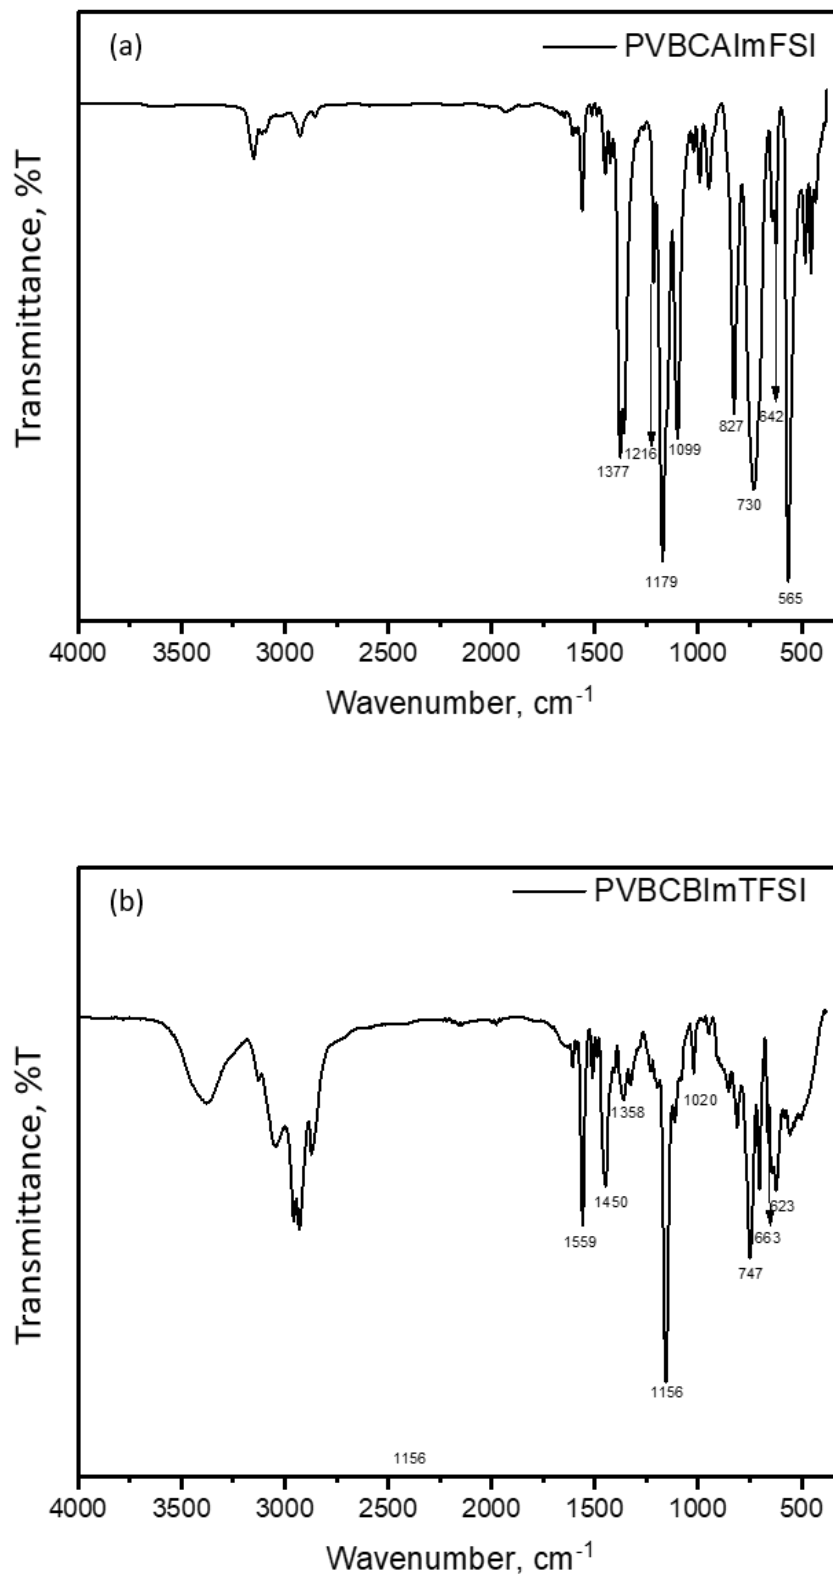 (a)
PVBCAImFSI
Transmittance, %T
1377
1216
1099
1179
827
730
642
565
4000 3500 3000 2500 2000 1500 1000 500
Wavenumber, cm-1
(b)
PVBCBImTFSI
Transmittance, %T
1559
1450
1358
1156
1020
747
663
623
1156
4000 3500 3000 2500 2000 1500 1000 500
Wavenumber, cm-1